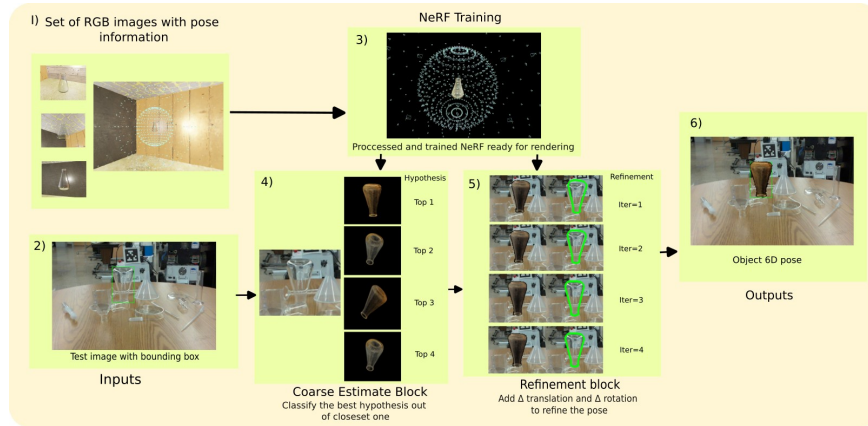 I) Set of RGB images with pose
information
NeRF Training
3)
Proccessed and trained NeRF ready for rendering
2)
Test image with bounding box
Inputs
4)
Hypothesis
Top 1
Top 2
Top 3
Top 4
Coarse Estimate Block
Classify the best hypothesis out
of closeset one
5)
Refinement
Iter=1
Iter=2
Iter=3
Iter=4
Refinement block
Add Δ translation and Δ rotation
to refine the pose
6)
Object 6D pose
Outputs